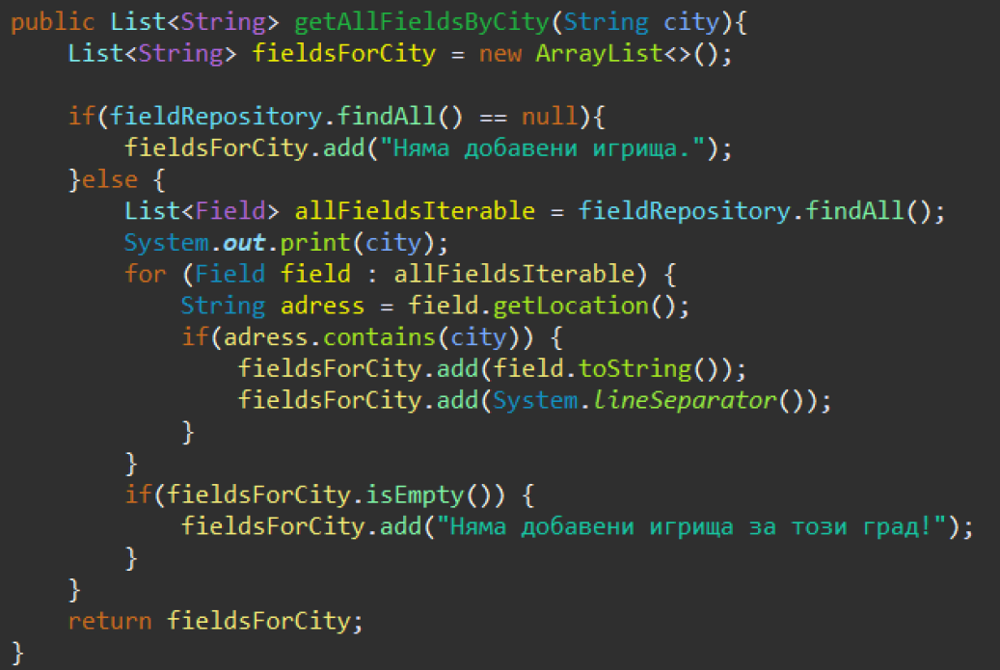 public List<String> getAllFieldsByCity(String city){
    List<String> fieldsForCity = new ArrayList<>();

    if(fieldRepository.findAll() == null){
        fieldsForCity.add("Няма добавени игрища.");
    }else {
        List<Field> allFieldsIterable = fieldRepository.findAll();
        System.out.print(city);
        for (Field field : allFieldsIterable) {
            String adress = field.getLocation();
            if(adress.contains(city)) {
                fieldsForCity.add(field.toString());
                fieldsForCity.add(System.lineSeparator());
            }
        }
        if(fieldsForCity.isEmpty()) {
            fieldsForCity.add("Няма добавени игрища за този град!");
        }
    }
    return fieldsForCity;
}